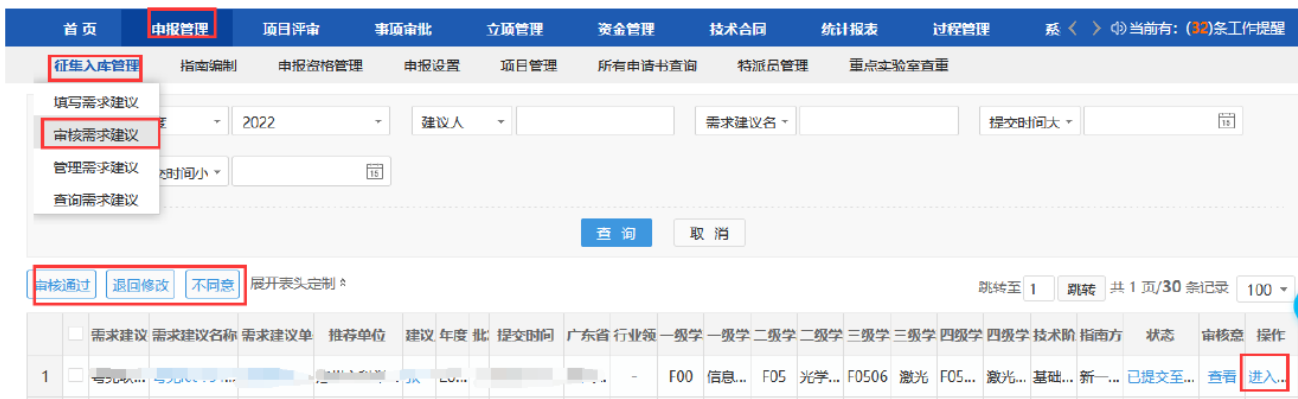 首 页 申报管理 项目评审 事项审批 立项管理 资金管理 技术合同 统计报表 过程管理 系 当前有：(32)条工作提醒
征集入库管理 指南编制 申报资格管理 申报设置 项目管理 所有申请书查询 特派员管理 重点实验室直重
填写需求建议
审核需求建议 度 2022 建议人 需求建议名 提交时间大
管理需求建议 交时间小
查询需求建议
查 询 取 消
审核通过 退回修改 不同意 展开表头定制 跳转至 1 跳转 共 1 页/30 条记录 100
需求建议 需求建议名称 需求建议单 推荐单位 建议 年度 批 提交时间 广东省 行业领 一级学 一级学 二级学 二级学 三级学 三级学 四级学 四级学 技术阶 指南方 状态 审核意 操作
1 - F00 信息... F05 光学... F0506 激光 F05... 激光... 基础... 新一... 已提交至... 查看 进入...